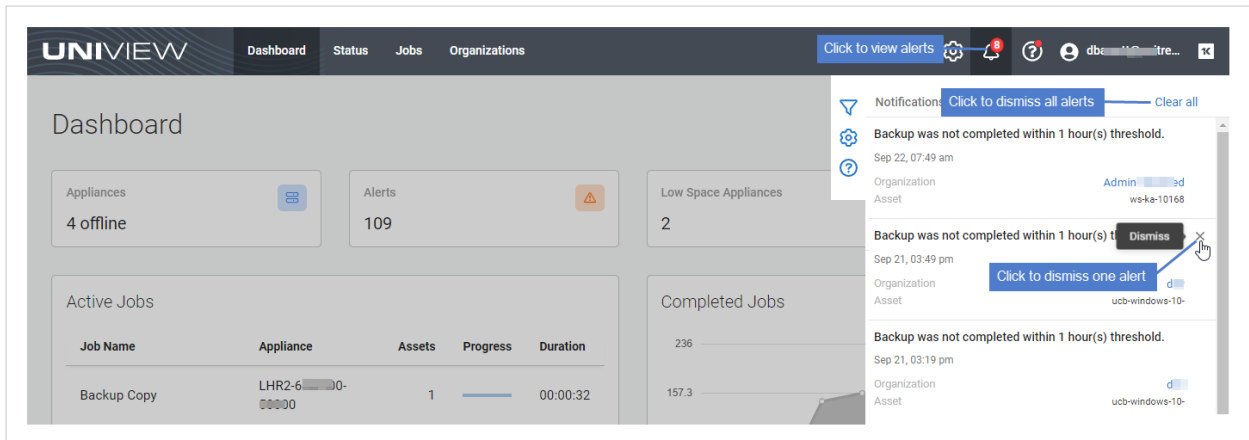 UNIVIEW
Dashboard Status Jobs Organizations
Click to view alerts
8
Notifications
Click to dismiss all alerts
Clear all
Dashboard
Appliances
4 offline
Alerts
109
Low Space Appliances
2
Active Jobs
Job Name Appliance Assets Progress Duration
Backup Copy 1 00:00:32
Completed Jobs
236
157.3
Backup was not completed within 1 hour(s) threshold.
Sep 22, 07:49 am
Organization
Asset ws-ka-10168
Backup was not completed within 1 hour(s)
Dismiss
Sep 21, 03:49 pm
Click to dismiss one alert
Organization
Asset ucb-windows-10-
Backup was not completed within 1 hour(s) threshold.
Sep 21, 03:19 pm
Organization
Asset ucb-windows-10-